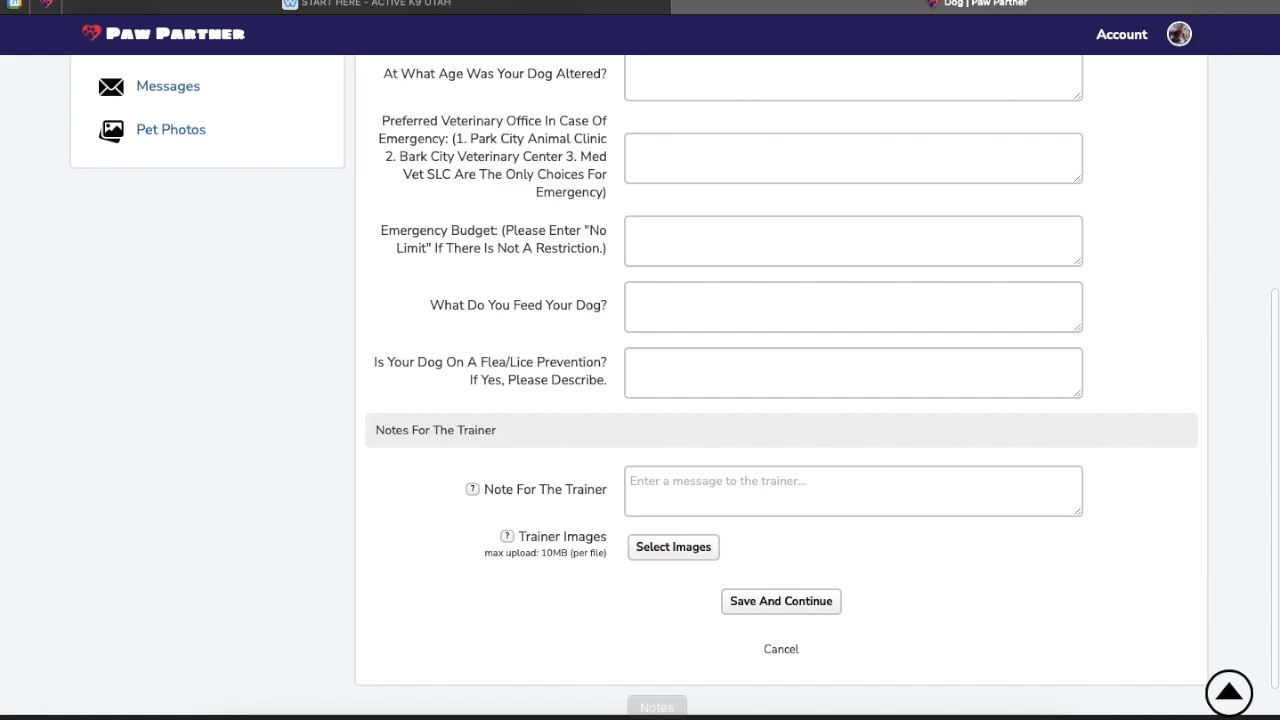 START HERE - ACTIVE K9 UTAH
Dog | Paw Partner
PAW PARTNER
Account
Messages
Pet Photos
At What Age Was Your Dog Altered?
Preferred Veterinary Office In Case Of
Emergency: (1. Park City Animal Clinic
2. Bark City Veterinary Center 3. Med
Vet SLC Are The Only Choices For
Emergency)
Emergency Budget: (Please Enter "No
Limit" If There Is Not A Restriction.)
What Do You Feed Your Dog?
Is Your Dog On A Flea/Lice Prevention?
If Yes, Please Describe.
Notes For The Trainer
? Note For The Trainer
Enter a message to the trainer...
? Trainer Images
max upload: 10MB (per file)
Select Images
Save And Continue
Cancel
Notes